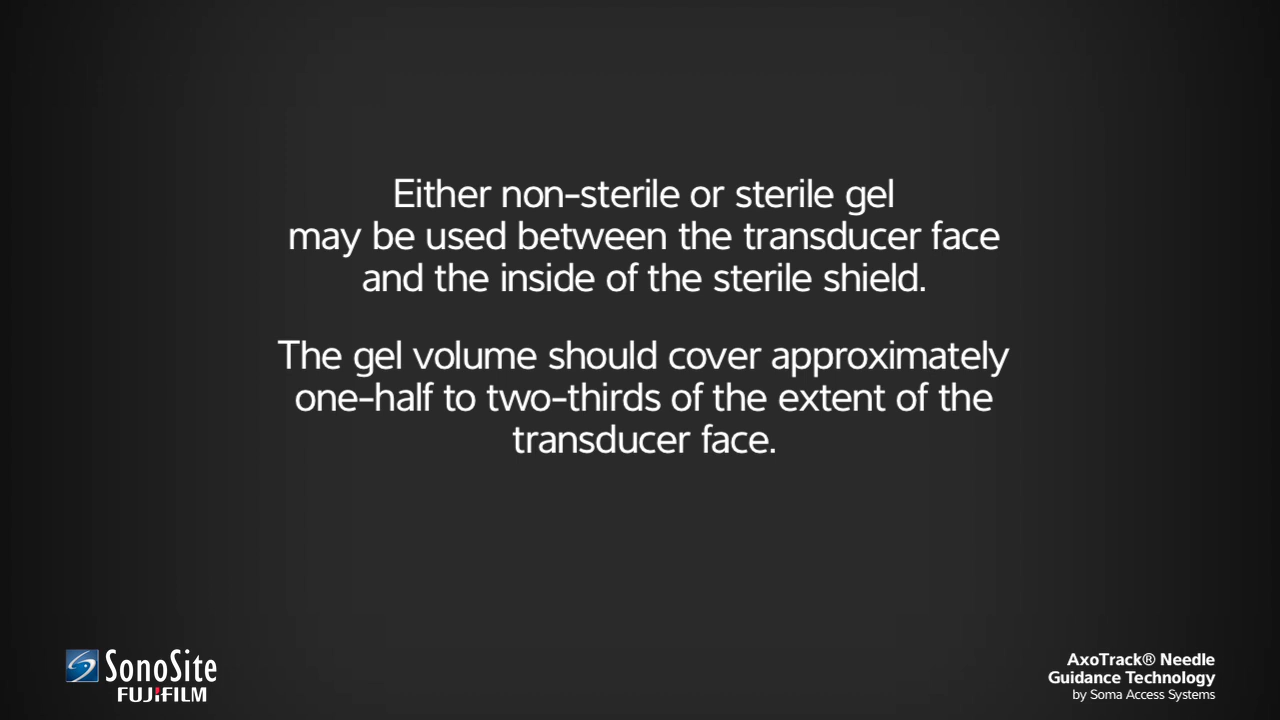 Either non-sterile or sterile gel
may be used between the transducer face
and the inside of the sterile shield.
The gel volume should cover approximately
one-half to two-thirds of the extent of the
transducer face.
SonoSite
FUJIFILM
AxoTrack® Needle
Guidance Technology
by Soma Access Systems